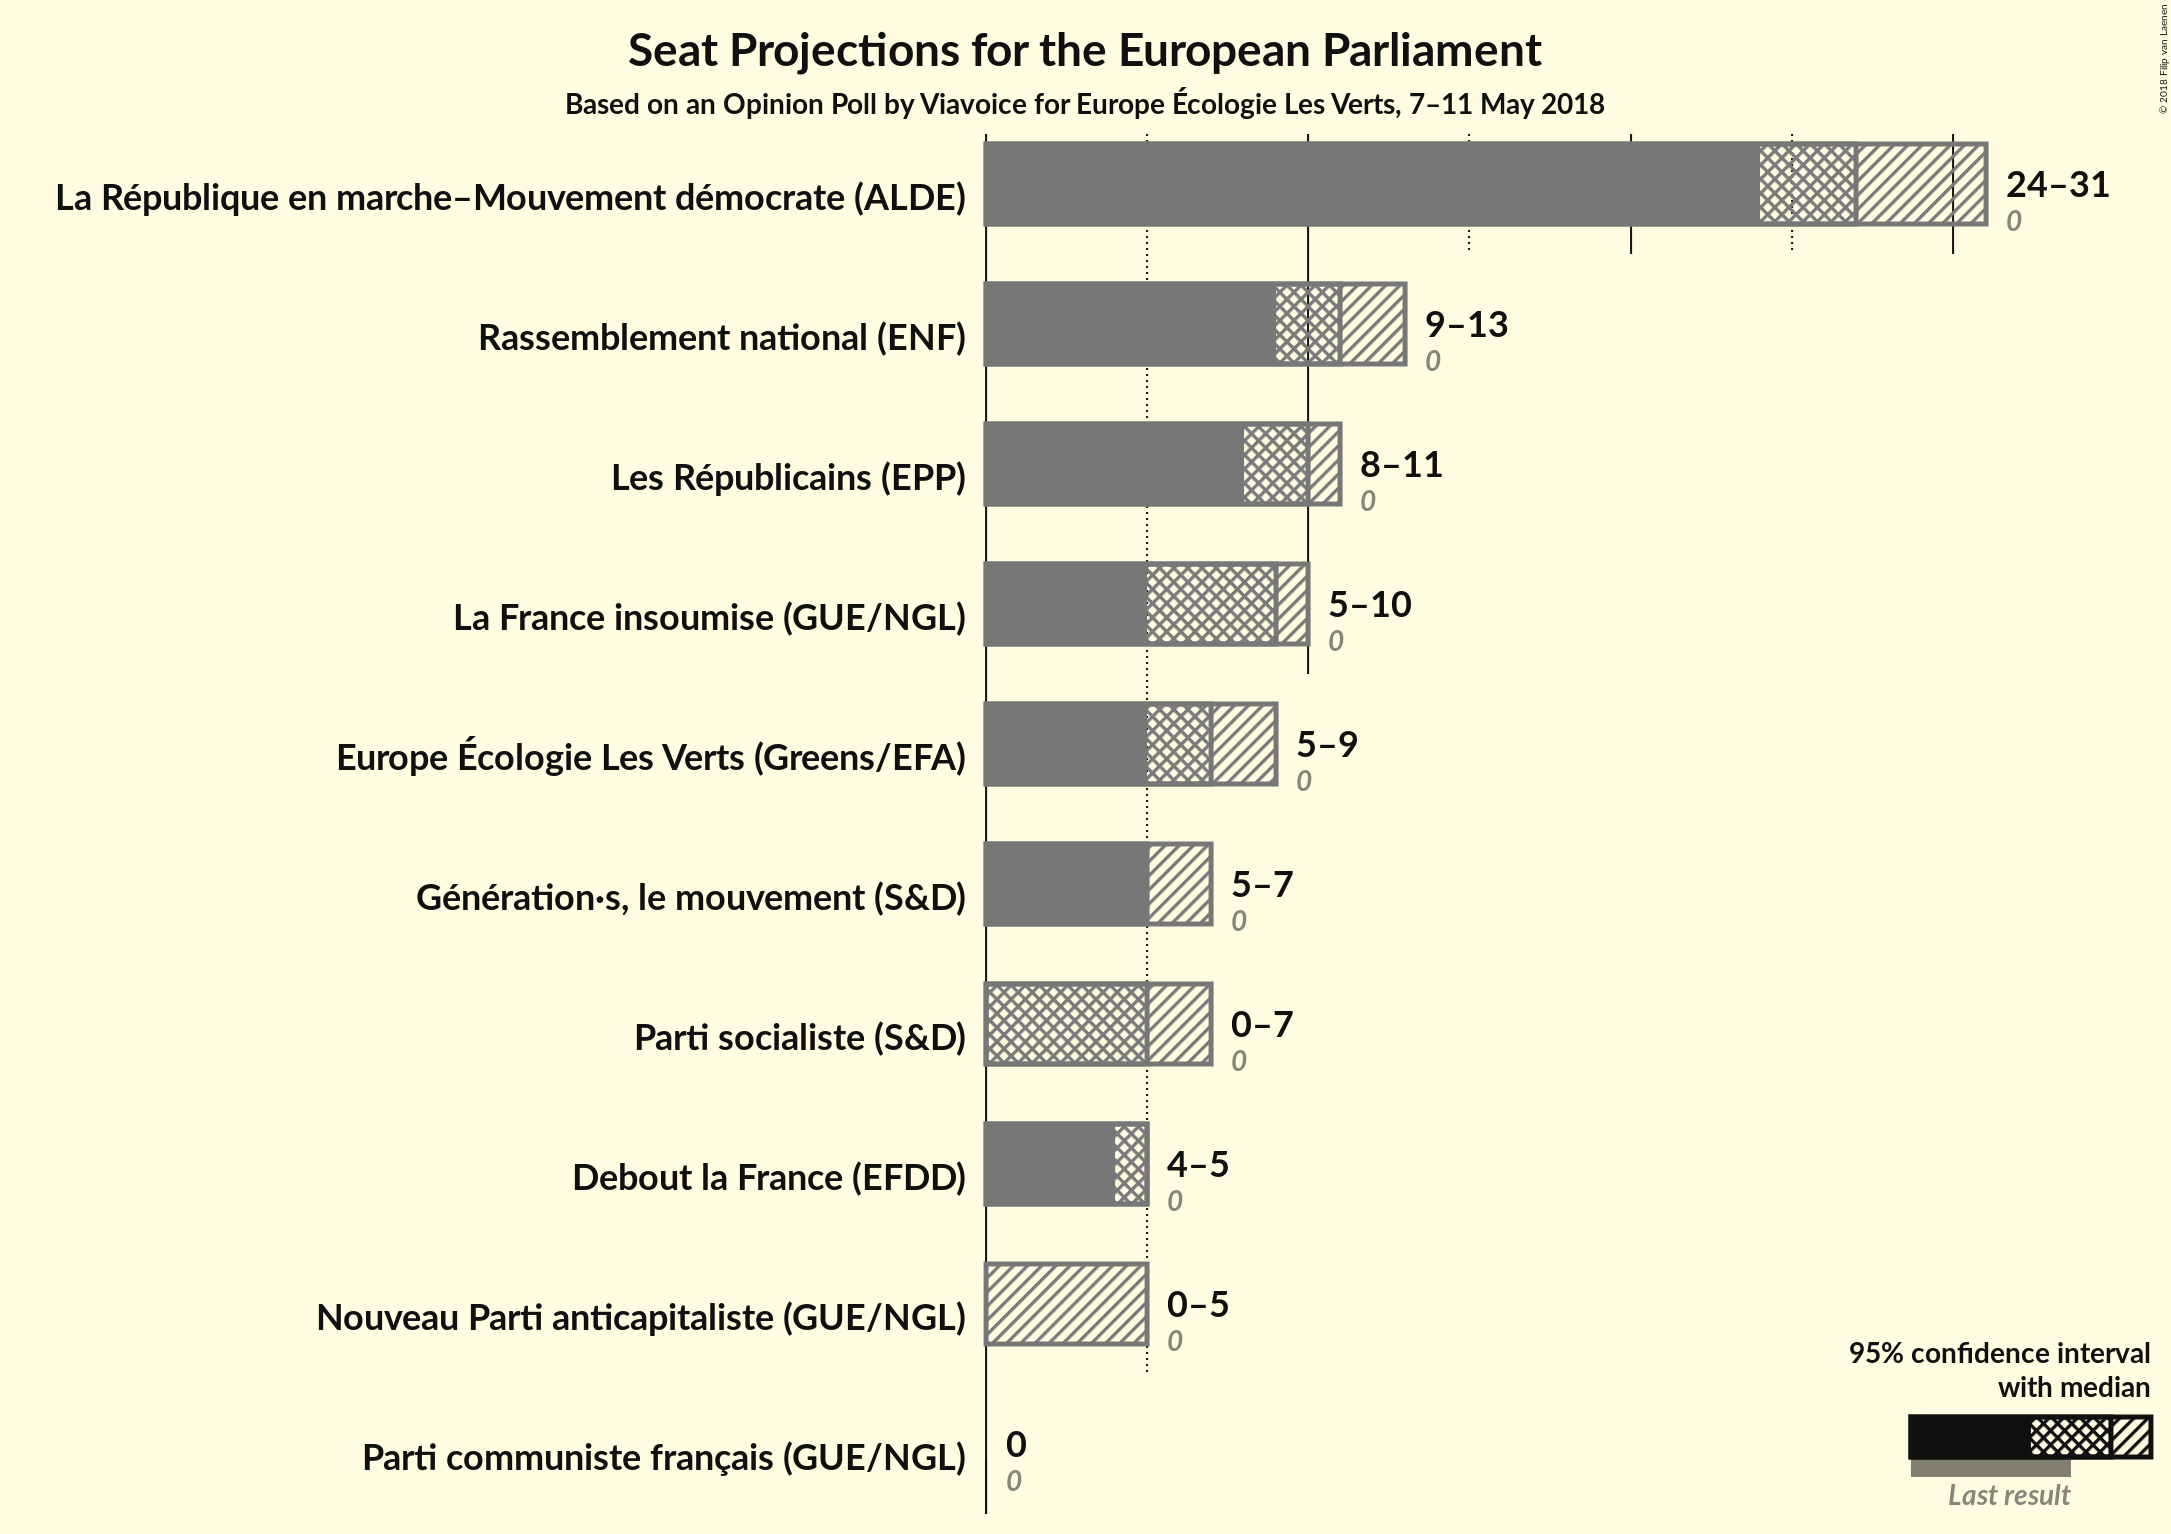 Seat Projections for the European Parliament
Based on an Opinion Poll by Viavoice for Europe Écologie Les Verts, 7–11 May 2018
© 2018 Filip van Laenen
La République en marche–Mouvement démocrate (ALDE)
24–31
0
Rassemblement national (ENF)
9–13
0
Les Républicains (EPP)
8–11
0
La France insoumise (GUE/NGL)
5–10
0
Europe Écologie Les Verts (Greens/EFA)
5–9
0
Génération·s, le mouvement (S&D)
5–7
0
Parti socialiste (S&D)
0–7
0
Debout la France (EFDD)
4–5
0
Nouveau Parti anticapitaliste (GUE/NGL)
0–5
0
Parti communiste français (GUE/NGL)
0
0
95% confidence interval
with median
Last result